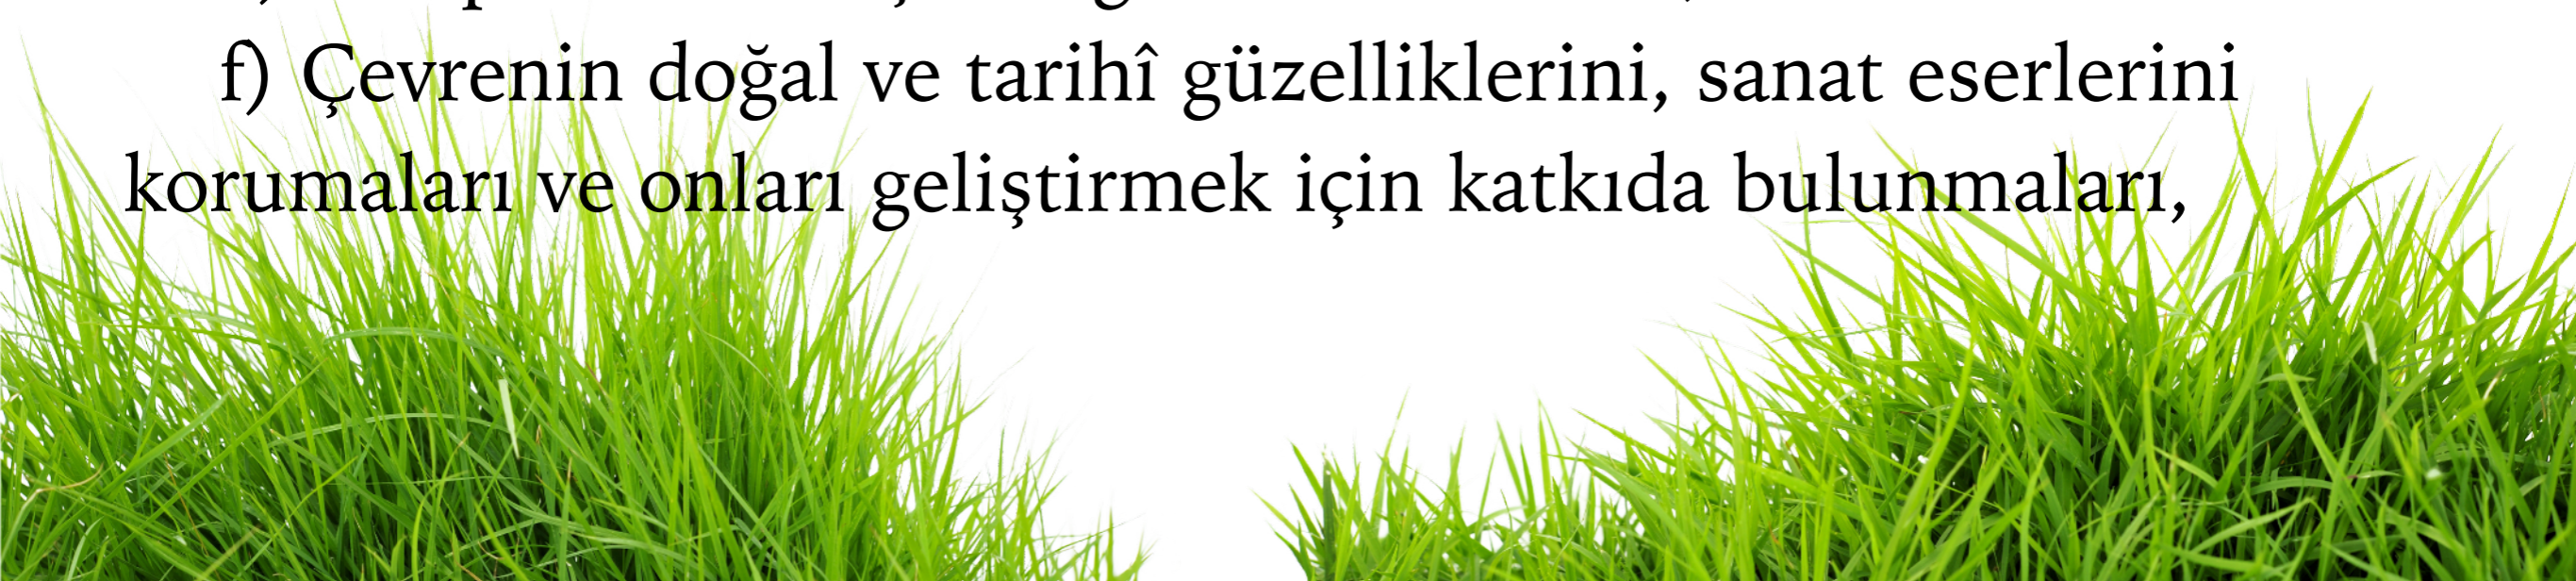 f) Çevrenin doğal ve tarihî güzelliklerini, sanat eserlerini
korumaları ve onları geliştirmek için katkıda bulunmaları,